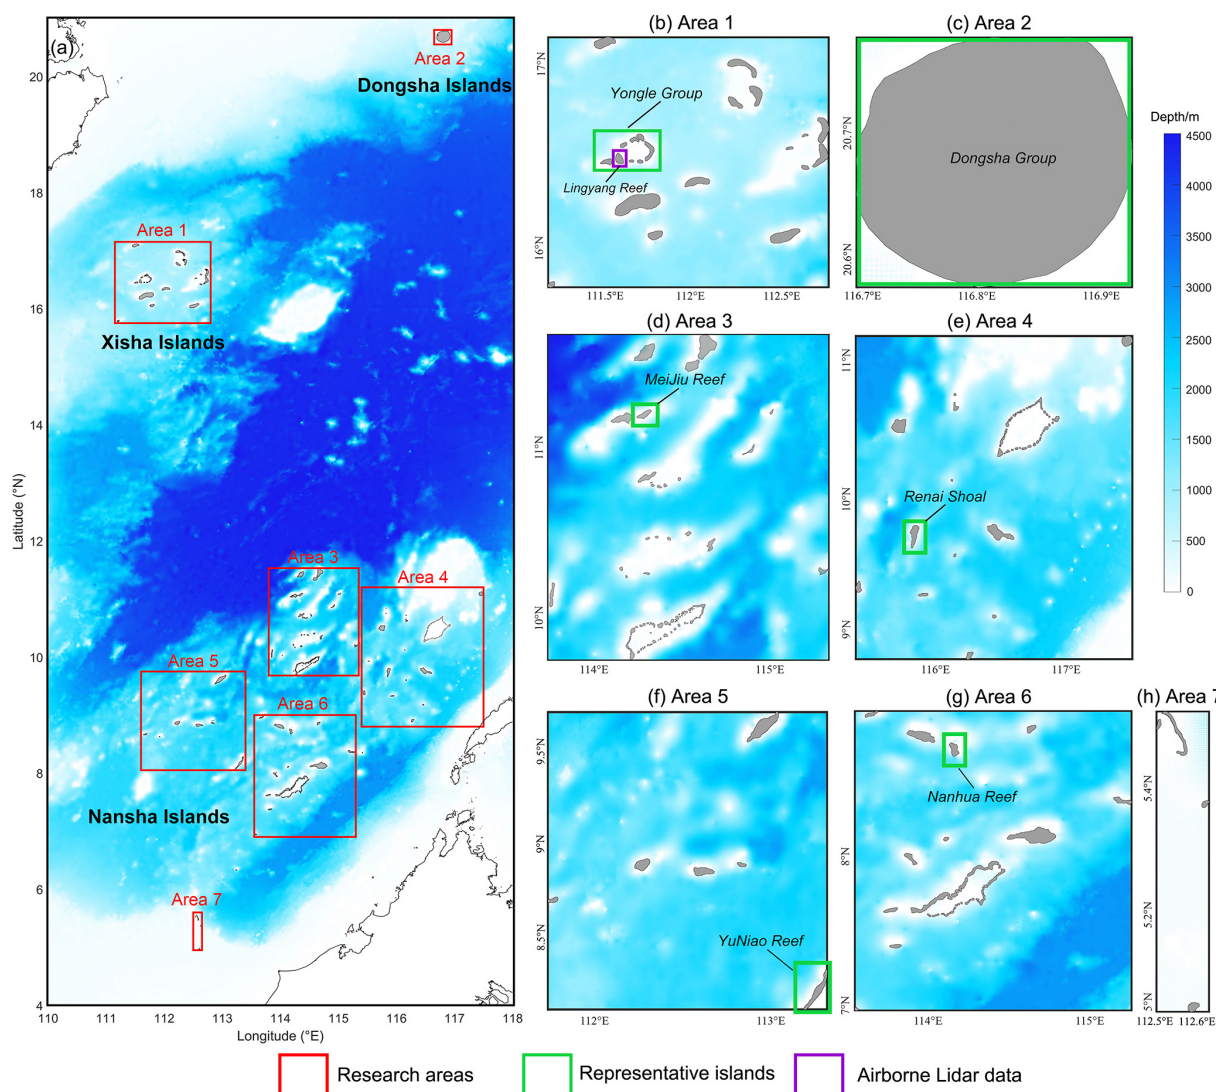 (a)
Area 2
Dongsha Islands
Area 1
Xisha Islands
Area 3
Area 4
Area 5
Area 6
Nansha Islands
Area 7
20
18
16
14
12
10
8
6
4
110
112
113
114
115
116
117
118
Latitude (°N)
Longitude (°E)
(b) Area 1
Yongle Group
Lingyang Reef
17°N
16°N
111.5°E
112°E
112.5°E
(c) Area 2
Dongsha Group
20.7°N
20.6°N
116.7°E
116.8°E
116.9°E
Depth/m
4500
4000
3500
3000
2500
2000
1500
1000
500
0
(d) Area 3
MeiJiu Reef
11°N
10°N
114°E
115°E
(e) Area 4
Renai Shoal
11°N
10°N
9°N
116°E
117°E
(f) Area 5
YuNiao Reef
9.5°N
9°N
8.5°N
112°E
113°E
(g) Area 6
Nanhua Reef
8°N
7°N
114°E
115°E
(h) Area 7
5.4°N
5.2°N
5°N
112.5°E
112.6°E
Research areas
Representative islands
Airborne Lidar data